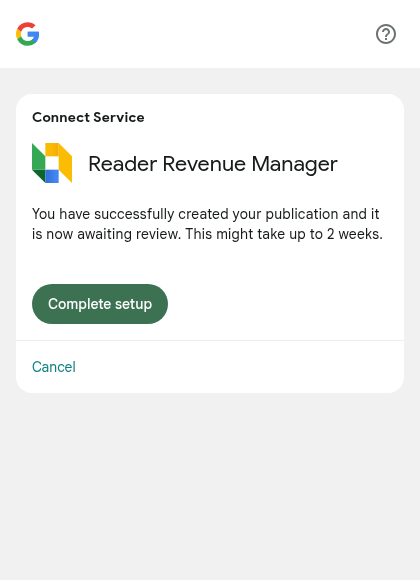 Connect Service
Reader Revenue Manager
You have successfully created your publication and it
is now awaiting review. This might take up to 2 weeks.
Complete setup
Cancel